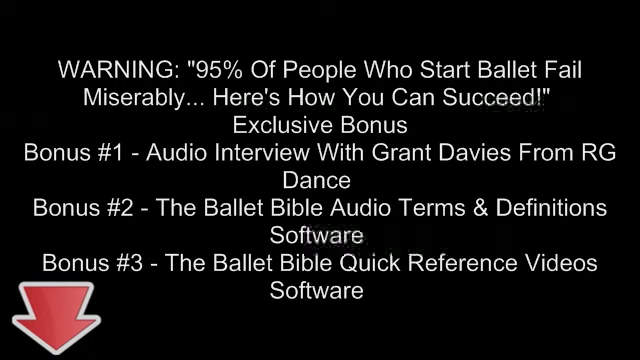 WARNING: "95% Of People Who Start Ballet Fail
Miserably... Here's How You Can Succeed!"
Exclusive Bonus
Bonus #1 - Audio Interview With Grant Davies From RG
Dance
Bonus #2 - The Ballet Bible Audio Terms & Definitions
Software
Bonus #3 - The Ballet Bible Quick Reference Videos
Software